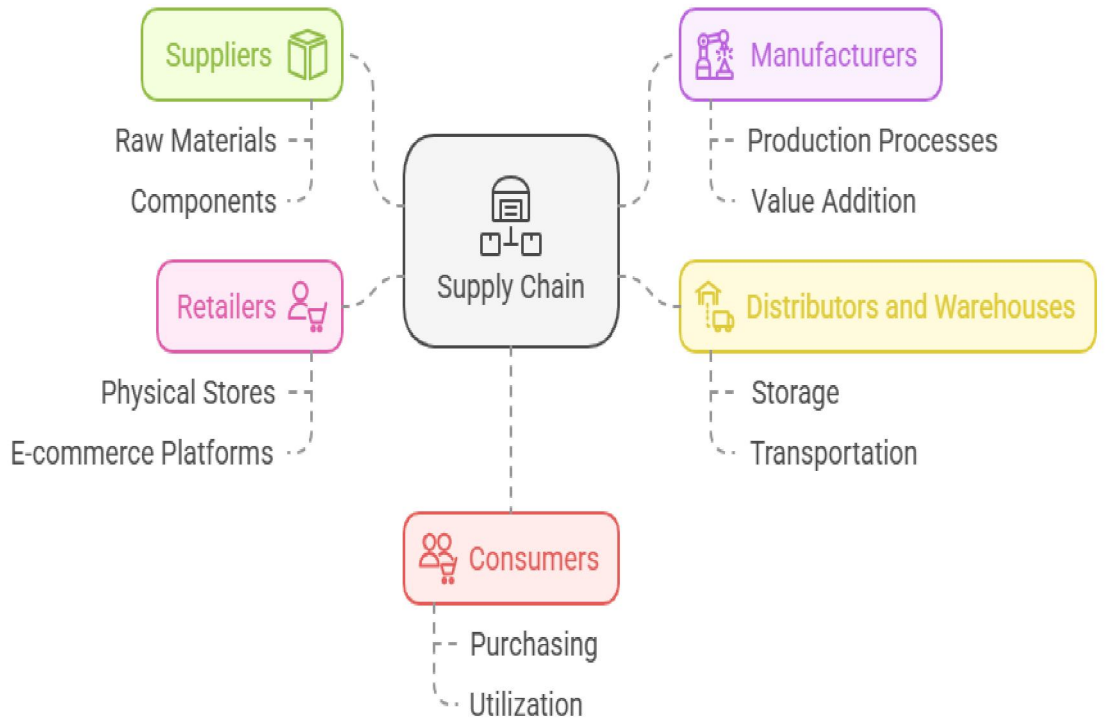 Suppliers
Raw Materials
Components
Manufacturers
Production Processes
Value Addition
Supply Chain
Retailers
Physical Stores
E-commerce Platforms
Distributors and Warehouses
Storage
Transportation
Consumers
Purchasing
Utilization